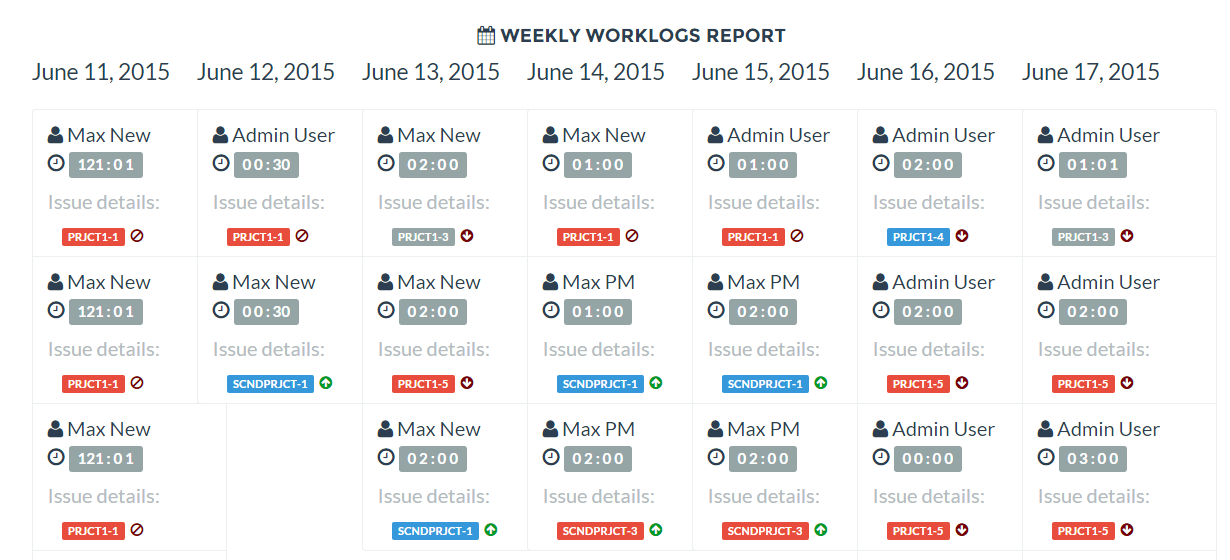 WEEKLY WORKLOGS REPORT
June 11, 2015 June 12, 2015 June 13, 2015 June 14, 2015 June 15, 2015 June 16, 2015 June 17, 2015
Max New Admin User Max New Max New Admin User Admin User Admin User
121:01 00:30 02:00 01:00 01:00 02:00 01:01
Issue details: Issue details: Issue details: Issue details: Issue details: Issue details: Issue details:
PRJCT1-1 PRJCT1-1 PRJCT1-3 PRJCT1-1 PRJCT1-1 PRJCT1-4 PRJCT1-3
Max New Max New Max New Max PM Max PM Admin User Admin User
121:01 00:30 02:00 01:00 02:00 02:00 02:00
Issue details: Issue details: Issue details: Issue details: Issue details: Issue details: Issue details:
PRJCT1-1 SCNDPRJCT-1 PRJCT1-5 SCNDPRJCT-1 SCNDPRJCT-1 PRJCT1-5 PRJCT1-5
Max New Max New Max PM Max PM Admin User Admin User
121:01 02:00 02:00 02:00 00:00 03:00
Issue details: Issue details: Issue details: Issue details: Issue details: Issue details:
PRJCT1-1 SCNDPRJCT-1 SCNDPRJCT-3 SCNDPRJCT-3 PRJCT1-5 PRJCT1-5